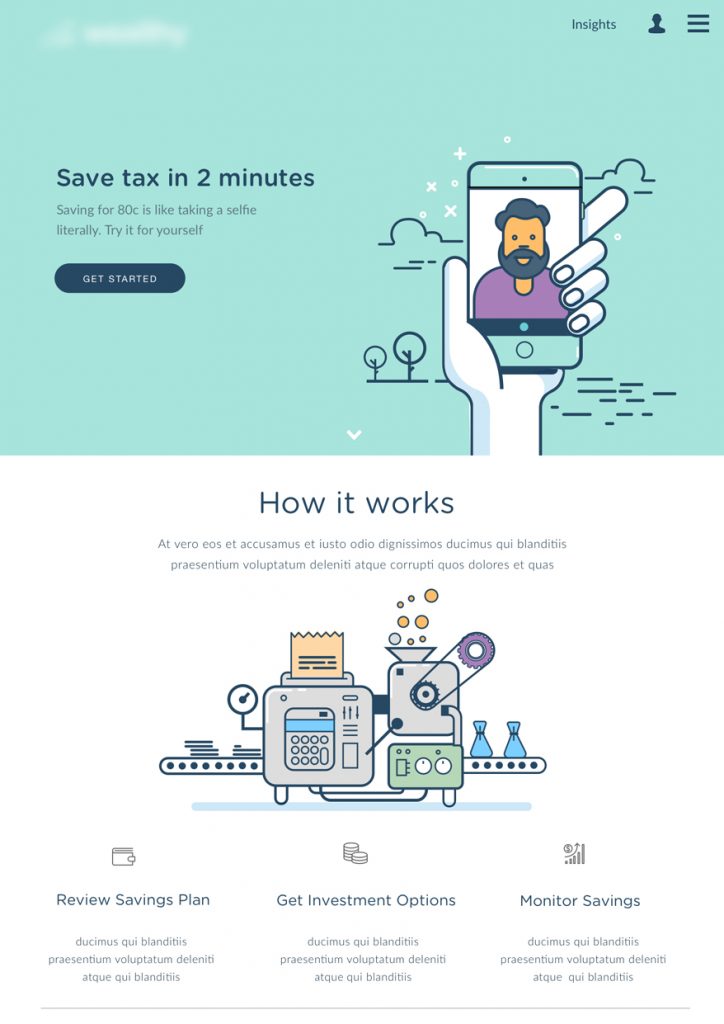 Insights
Save tax in 2 minutes
Saving for 80c is like taking a selfie
literally. Try it for yourself
GET STARTED
How it works
At vero eos et accusamus et iusto odio dignissimos ducimus qui blanditiis
praesentium voluptatum deleniti atque corrupti quos dolores et quas
Review Savings Plan
Get Investment Options
Monitor Savings
ducimus qui blanditiis
praesentium voluptatum deleniti
atque qui blanditiis
ducimus qui blanditiis
praesentium voluptatum deleniti
atque qui blanditiis
ducimus qui blanditiis
praesentium voluptatum deleniti
atque qui blanditiis